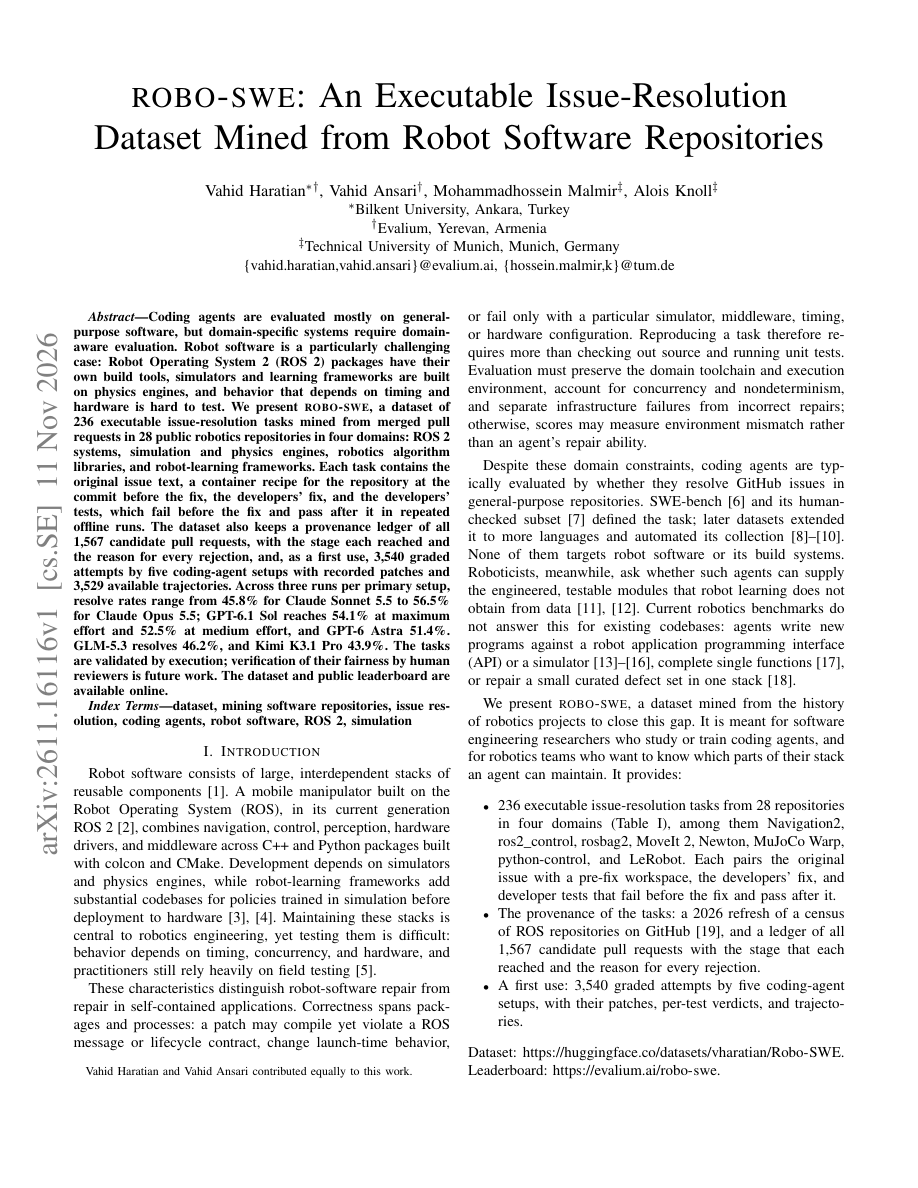 ROBO-SWE: An Executable Issue-Resolution
Dataset Mined from Robot Software Repositories
Vahid Haratian∗†, Vahid Ansari†, Mohammadhossein Malmir‡, Alois Knoll‡
∗Bilkent University, Ankara, Turkey
†Evalium, Yerevan, Armenia
‡Technical University of Munich, Munich, Germany
{vahid.haratian,vahid.ansari}@evalium.ai, {hossein.malmir,k}@tum.de
arXiv:2611.16116v1 [cs.SE] 11 Nov 2026
Abstract—Coding agents are evaluated mostly on general-
purpose software, but domain-specific systems require domain-
aware evaluation. Robot software is a particularly challenging
case: Robot Operating System 2 (ROS 2) packages have their
own build tools, simulators and learning frameworks are built
on physics engines, and behavior that depends on timing and
hardware is hard to test. We present ROBO-SWE, a dataset of
236 executable issue-resolution tasks mined from merged pull
requests in 28 public robotics repositories in four domains: ROS 2
systems, simulation and physics engines, robotics algorithm
libraries, and robot-learning frameworks. Each task contains the
original issue text, a container recipe for the repository at the
commit before the fix, the developers' fix, and the developers'
tests, which fail before the fix and pass after it in repeated
offline runs. The dataset also keeps a provenance ledger of all
1,567 candidate pull requests, with the stage each reached and
the reason for every rejection, and, as a first use, 3,540 graded
attempts by five coding-agent setups with recorded patches and
3,529 available trajectories. Across three runs per primary setup,
resolve rates range from 45.8% for Claude Sonnet 5.5 to 56.5%
for Claude Opus 5.5; GPT-6.1 Sol reaches 54.1% at maximum
effort and 52.5% at medium effort, and GPT-6 Astra 51.4%.
GLM-5.3 resolves 46.2%, and Kimi K3.1 Pro 43.9%. The tasks
are validated by execution; verification of their fairness by human
reviewers is future work. The dataset and public leaderboard are
available online.
Index Terms—dataset, mining software repositories, issue res-
olution, coding agents, robot software, ROS 2, simulation
I. INTRODUCTION
Robot software consists of large, interdependent stacks of
reusable components [1]. A mobile manipulator built on the
Robot Operating System (ROS), in its current generation
ROS 2 [2], combines navigation, control, perception, hardware
drivers, and middleware across C++ and Python packages built
with colcon and CMake. Development depends on simulators
and physics engines, while robot-learning frameworks add
substantial codebases for policies trained in simulation before
deployment to hardware [3], [4]. Maintaining these stacks is
central to robotics engineering, yet testing them is difficult:
behavior depends on timing, concurrency, and hardware, and
practitioners still rely heavily on field testing [5].
These characteristics distinguish robot-software repair from
repair in self-contained applications. Correctness spans pack-
ages and processes: a patch may compile yet violate a ROS
message or lifecycle contract, change launch-time behavior,
Vahid Haratian and Vahid Ansari contributed equally to this work.
or fail only with a particular simulator, middleware, timing,
or hardware configuration. Reproducing a task therefore re-
quires more than checking out source and running unit tests.
Evaluation must preserve the domain toolchain and execution
environment, account for concurrency and nondeterminism,
and separate infrastructure failures from incorrect repairs;
otherwise, scores may measure environment mismatch rather
than an agent's repair ability.
Despite these domain constraints, coding agents are typ-
ically evaluated by whether they resolve GitHub issues in
general-purpose repositories. SWE-bench [6] and its human-
checked subset [7] defined the task; later datasets extended
it to more languages and automated its collection [8]–[10].
None of them targets robot software or its build systems.
Roboticists, meanwhile, ask whether such agents can supply
the engineered, testable modules that robot learning does not
obtain from data [11], [12]. Current robotics benchmarks do
not answer this for existing codebases: agents write new
programs against a robot application programming interface
(API) or a simulator [13]–[16], complete single functions [17],
or repair a small curated defect set in one stack [18].
We present ROBO-SWE, a dataset mined from the history
of robotics projects to close this gap. It is meant for software
engineering researchers who study or train coding agents, and
for robotics teams who want to know which parts of their stack
an agent can maintain. It provides:
• 236 executable issue-resolution tasks from 28 repositories
in four domains (Table I), among them Navigation2,
ros2_control, rosbag2, MoveIt 2, Newton, MuJoCo Warp,
python-control, and LeRobot. Each pairs the original
issue with a pre-fix workspace, the developers' fix, and
developer tests that fail before the fix and pass after it.
• The provenance of the tasks: a 2026 refresh of a census
of ROS repositories on GitHub [19], and a ledger of all
1,567 candidate pull requests with the stage that each
reached and the reason for every rejection.
• A first use: 3,540 graded attempts by five coding-agent
setups, with their patches, per-test verdicts, and trajecto-
ries.
Dataset: https://huggingface.co/datasets/vharatian/Robo-SWE.
Leaderboard: https://evalium.ai/robo-swe.